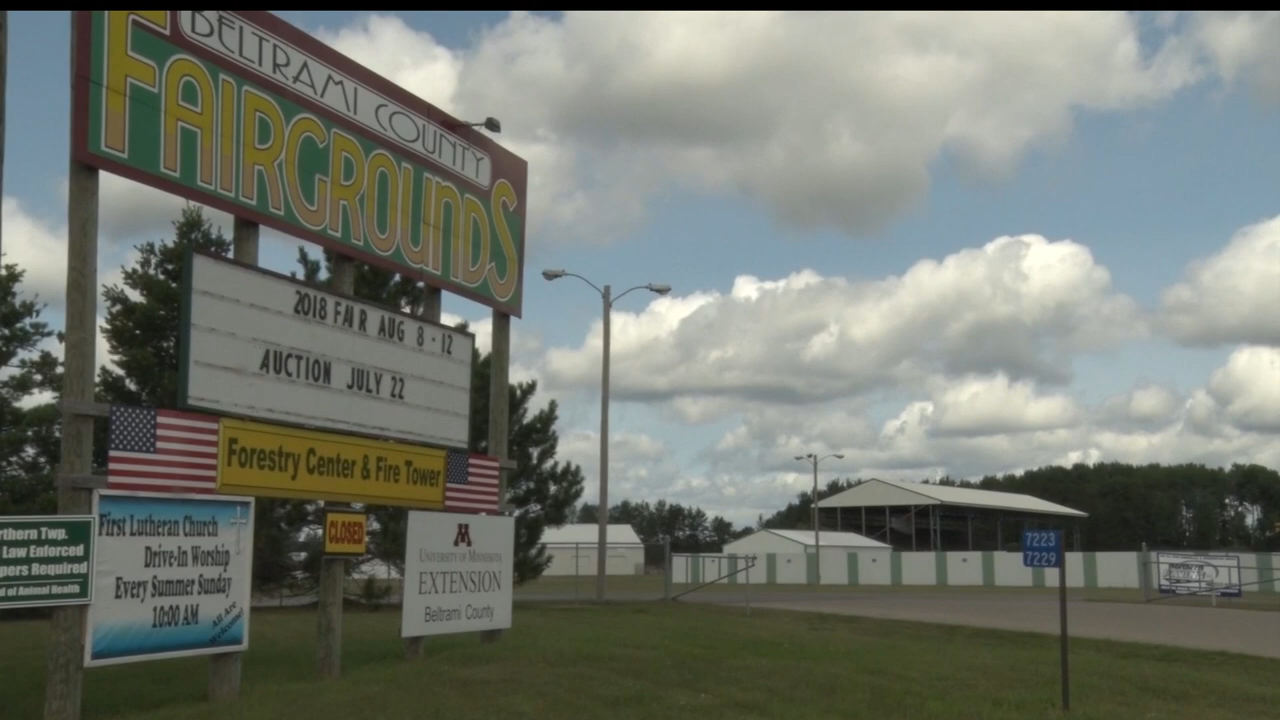 BELTRAMI COUNTY
FAIRGROUNDS
2018 FAIR AUG 8-12
AUCTION JULY 22
Forestry Center & Fire Tower
First Lutheran Church
Drive-In Worship
Every Summer Sunday
10:00 AM
All Are
Welcome!
CLOSED
M
UNIVERSITY OF MINNESOTA
EXTENSION
Beltrami County
rthern Twp.
Law Enforced
pers Required
d of Animal Health
7223
7229